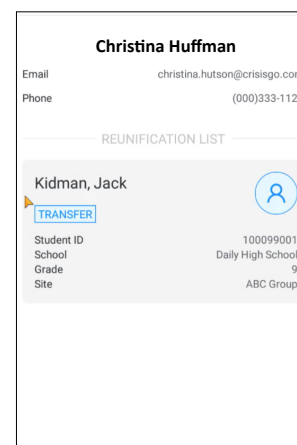 Christina Huffman
Email christina.hutson@crisisgo.com
Phone (000)333-112
REUNIFICATION LIST
Kidman, Jack
TRANSFER
Student ID 100099001
School Daily High School
Grade 9
Site ABC Group